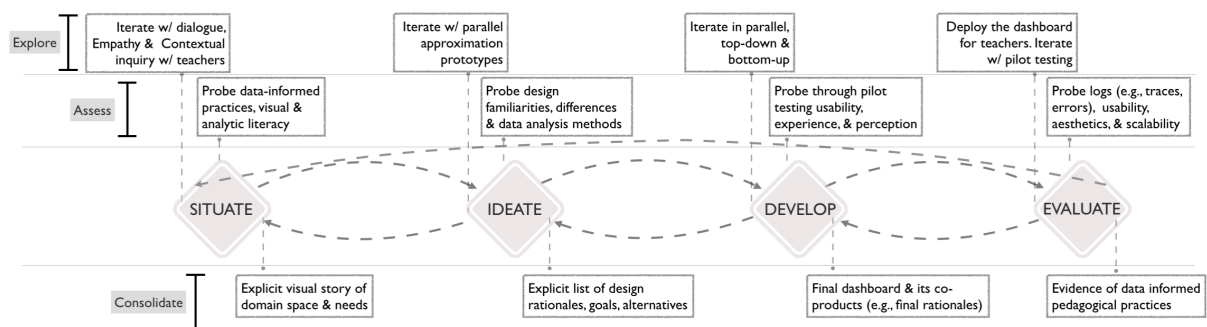 Explore
Iterate w/ dialogue,
Empathy & Contextual
inquiry w/ teachers
Iterate w/ parallel
approximation
prototypes
Iterate in parallel,
top-down &
bottom-up
Deploy the dashboard
for teachers. Iterate
w/ pilot testing
Assess
Probe data-informed
practices, visual &
analytic literacy
Probe design
familiarities, differences
& data analysis methods
Probe through pilot
testing usability,
experience, & perception
Probe logs (e.g., traces,
errors), usability,
aesthetics, & scalability
SITUATE
IDEATE
DEVELOP
EVALUATE
Consolidate
Explicit visual story of
domain space & needs
Explicit list of design
rationales, goals, alternatives
Final dashboard & its co-
products (e.g., final rationales)
Evidence of data informed
pedagogical practices